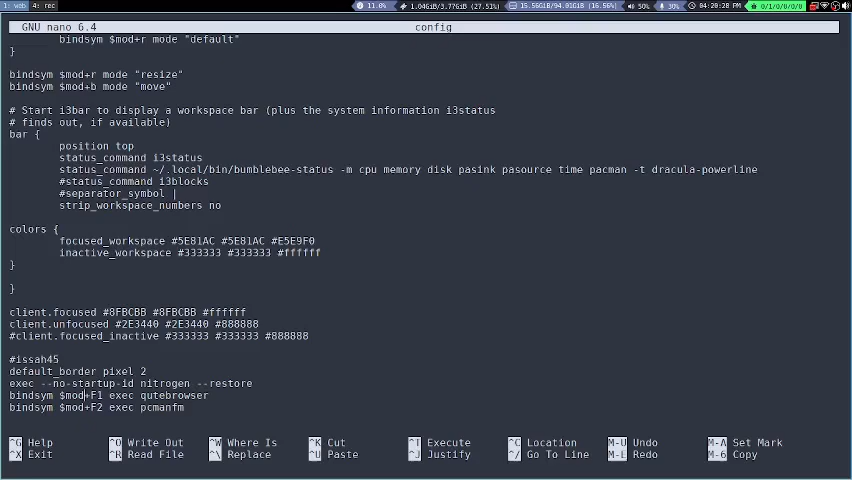 1: web 4: rec 11.0% 1.04GiB/3.77GiB (27.51%) 15.56GiB/94.01GiB (16.56%) 50% 30% 04:20:28 0/1/0/0/0/0
GNU nano 6.4 config
bindsym $mod+r mode "default"
}
bindsym $mod+r mode "resize"
bindsym $mod+b mode "move"
# Start i3bar to display a workspace bar (plus the system information i3status
# finds out, if available)
bar {
position top
status_command i3status
status_command ~/.local/bin/bumblebee-status -m cpu memory disk pasink pasource time pacman -t dracula-powerline
#status_command i3blocks
#separator_symbol |
strip_workspace_numbers no
colors {
focused_workspace #5E81AC #5E81AC #E5E9F0
inactive_workspace #333333 #333333 #ffffff
}
}
client.focused #8FBCBB #8FBCBB #ffffff
client.unfocused #2E3440 #2E3440 #888888
#client.focused_inactive #333333 #333333 #888888
#issah45
default_border pixel 2
exec --no-startup-id nitrogen --restore
bindsym $mod+F1 exec qutebrowser
bindsym $mod+F2 exec pcmanfm
^G Help ^O Write Out ^W Where Is ^K Cut ^T Execute ^C Location M-U Undo M-A Set Mark
^X Exit ^R Read File ^\ Replace ^U Paste ^J Justify ^/ Go To Line M-E Redo M-6 Copy